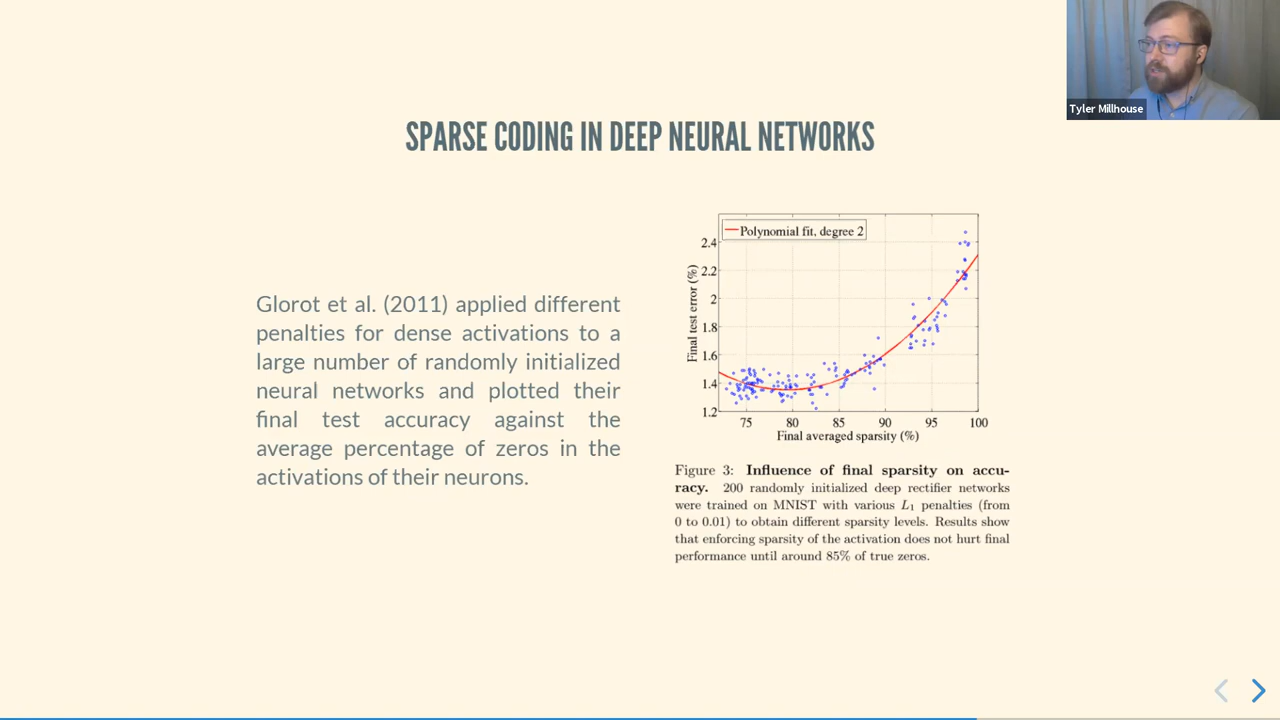 Tyler Millhouse
SPARSE CODING IN DEEP NEURAL NETWORKS
Glorot et al. (2011) applied different
penalties for dense activations to a
large number of randomly initialized
neural networks and plotted their
final test accuracy against the
average percentage of zeros in the
activations of their neurons.
Polynomial fit, degree 2
Final test error (%)
2.4
2.2
2
1.8
1.6
1.4
1.2
75 80 85 90 95 100
Final averaged sparsity (%)
Figure 3: Influence of final sparsity on accu-
racy. 200 randomly initialized deep rectifier networks
were trained on MNIST with various L1 penalties (from
0 to 0.01) to obtain different sparsity levels. Results show
that enforcing sparsity of the activation does not hurt final
performance until around 85% of true zeros.